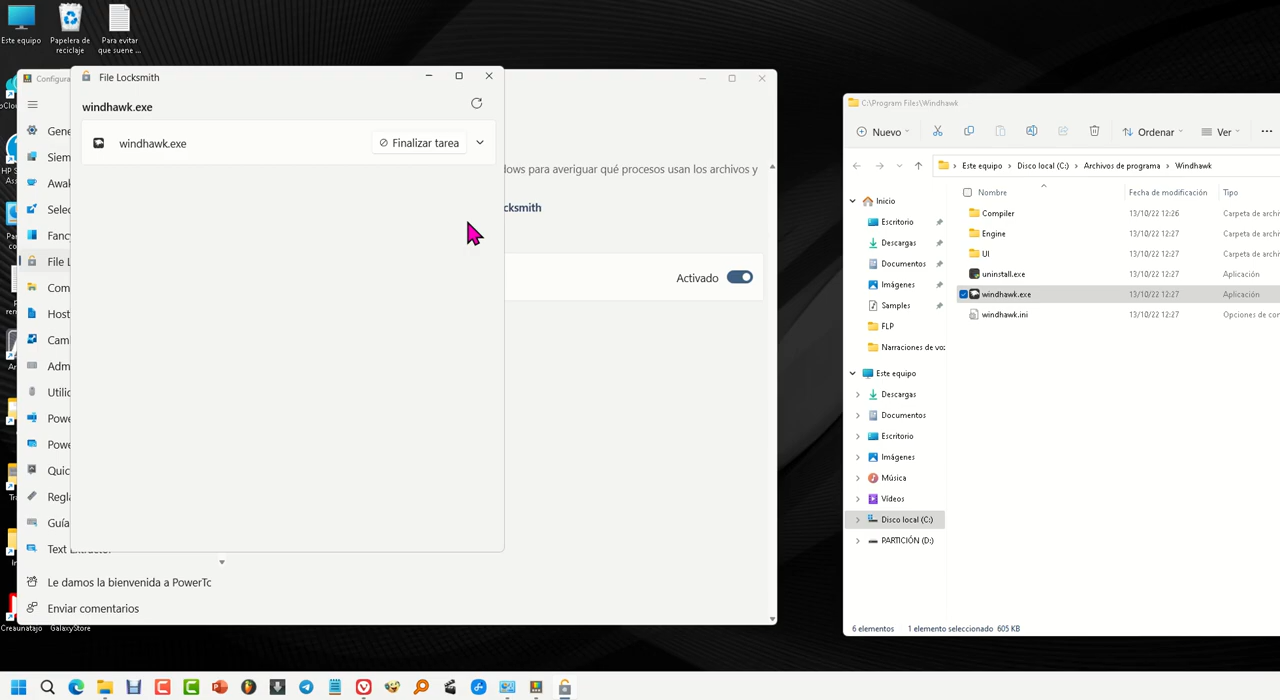 Este equipo
Papelera de
reciclaje
Para evitar
que suene ...
File Locksmith
windhawk.exe
windhawk.exe
Finalizar tarea
Configura
Gene
Siem
Awak
Selec
Fanc
File L
Com
Host
Cam
Adm
Utilic
Powe
Powe
Quic
Regla
Guía
Text Extractor
Le damos la bienvenida a PowerTc
Enviar comentarios
lows para averiguar qué procesos usan los archivos y
cksmith
Activado
C:\Program Files\Windhawk
Nuevo
Ordenar
Ver
Este equipo
Disco local (C:)
Archivos de programa
Windhawk
Nombre
Fecha de modificación
Tipo
Compiler
13/10/22 12:26
Carpeta de archi
Engine
13/10/22 12:27
Carpeta de archi
UI
13/10/22 12:27
Carpeta de archi
uninstall.exe
13/10/22 12:27
Aplicación
windhawk.exe
13/10/22 12:27
Aplicación
windhawk.ini
13/10/22 12:27
Opciones de con
Inicio
Escritorio
Descargas
Documentos
Imágenes
Samples
FLP
Narraciones de voz
Este equipo
Descargas
Documentos
Escritorio
Imágenes
Música
Vídeos
Disco local (C:)
PARTICIÓN (D:)
6 elementos
1 elemento seleccionado 605 KB
Creaunatajo
GalaxyStore